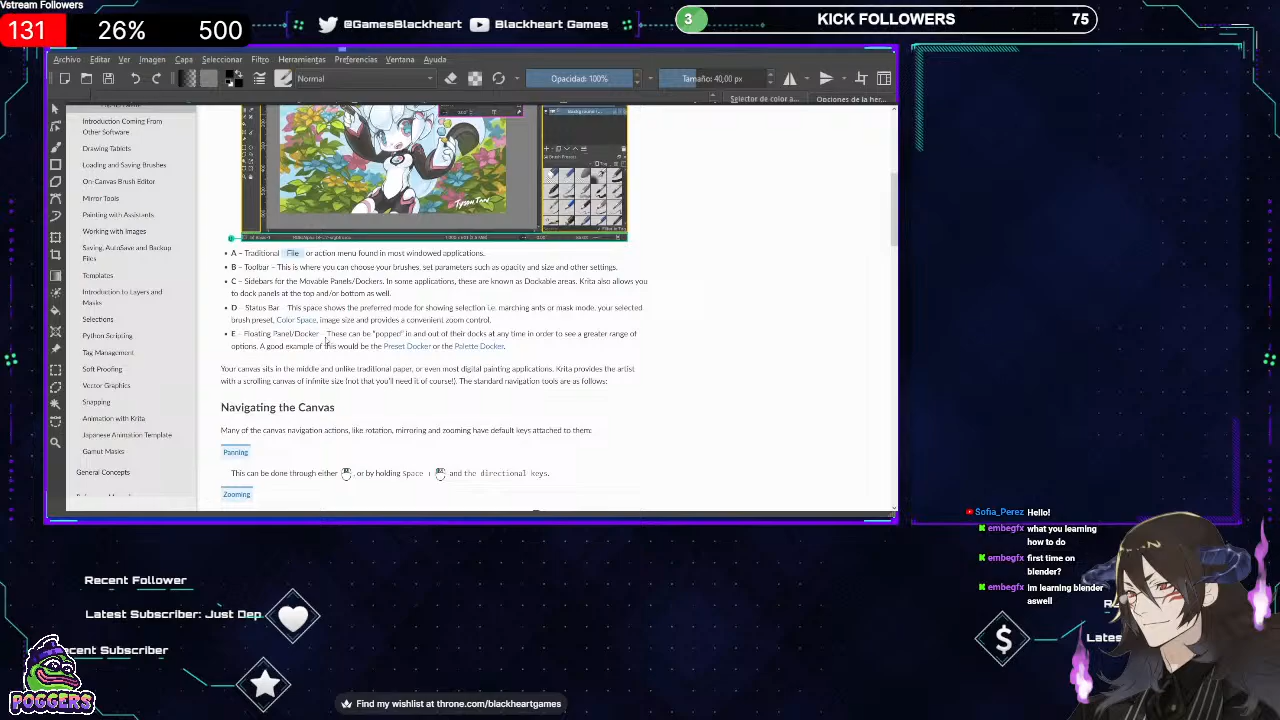 Vstream Followers
131 26% 500
@GamesBlackheart Blackheart Games
3 KICK FOLLOWERS 75
Archivo Editar Ver Imagen Capa Seleccionar Filtro Herramientas Preferencias Ventana Ayuda
Normal Opacidad: 100% Tamaño: 40,00 px
Selector de color a... Opciones de la her...
Introduction Coming From
Other Software
Drawing Tablets
Loading and Saving Brushes
On-Canvas Brush Editor
Mirror Tools
Painting with Assistants
Working with Images
Saving, AutoSave and Backup
Files
Templates
Introduction to Layers and
Masks
Selections
Python Scripting
Tag Management
Soft Proofing
Vector Graphics
Snapping
Animation with Krita
Japanese Animation Template
Gamut Masks
General Concepts
Tyson Tan
Brush Presets
A – Traditional File or action menu found in most windowed applications.
B – Toolbar – This is where you can choose your brushes, set parameters such as opacity and size and other settings.
C – Sidebars for the Movable Panels/Dockers. In some applications, these are known as Dockable areas. Krita also allows you
to dock panels at the top and/or bottom as well.
D – Status Bar – This space shows the preferred mode for showing selection i.e. marching ants or mask mode, your selected
brush preset, Color Space, image size and provides a convenient zoom control.
E – Floating Panel/Docker – These can be "popped" in and out of their docks at any time in order to see a greater range of
options. A good example of this would be the Preset Docker or the Palette Docker.
Your canvas sits in the middle and unlike traditional paper, or even most digital painting applications, Krita provides the artist
with a scrolling canvas of infinite size (not that you'll need it of course!). The standard navigation tools are as follows:
Navigating the Canvas
Many of the canvas navigation actions, like rotation, mirroring and zooming have default keys attached to them:
Panning
This can be done through either , or by holding Space + and the directional keys.
Zooming
Sofia_Perez Hello!
embegfx what you learning
how to do
embegfx first time on
blender?
embegfx im learning blender
aswell
Recent Follower
Latest Subscriber: Just Dep
Recent Subscriber
Lates
POGGERS
Find my wishlist at throne.com/blackheartgames